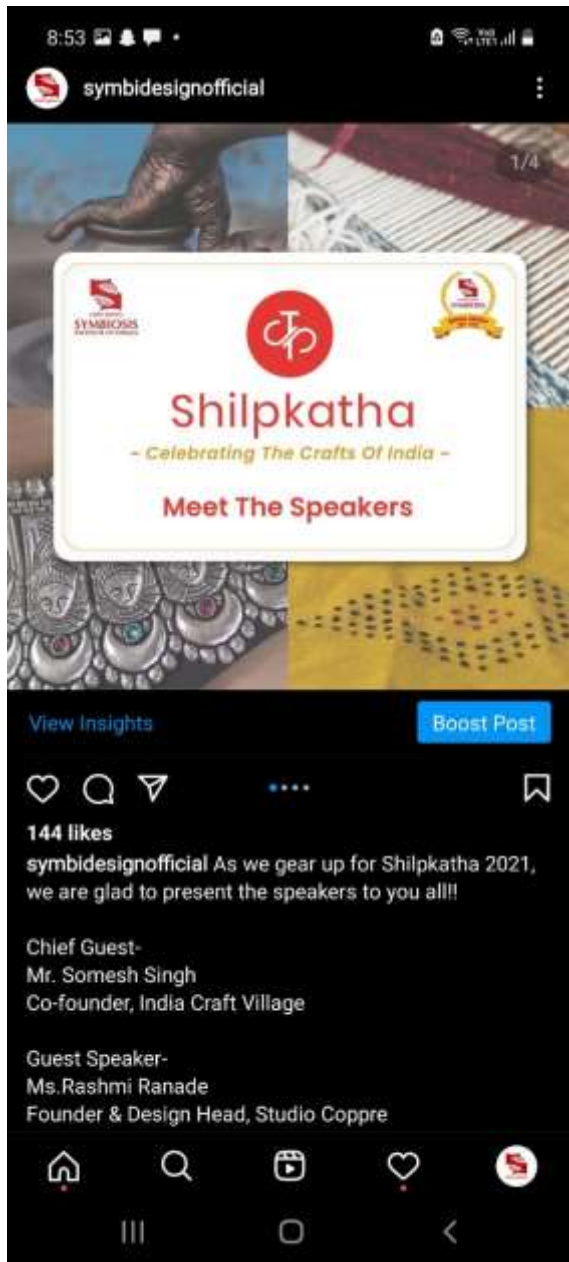 8:53
symbidesignofficial
1/4
SYMBIOSIS
Shilpkatha
~ Celebrating The Crafts Of India ~
Meet The Speakers
View Insights
Boost Post
144 likes
symbidesignofficial As we gear up for Shilpkatha 2021,
we are glad to present the speakers to you all!!
Chief Guest-
Mr. Somesh Singh
Co-founder, India Craft Village
Guest Speaker-
Ms.Rashmi Ranade
Founder & Design Head, Studio Coppre